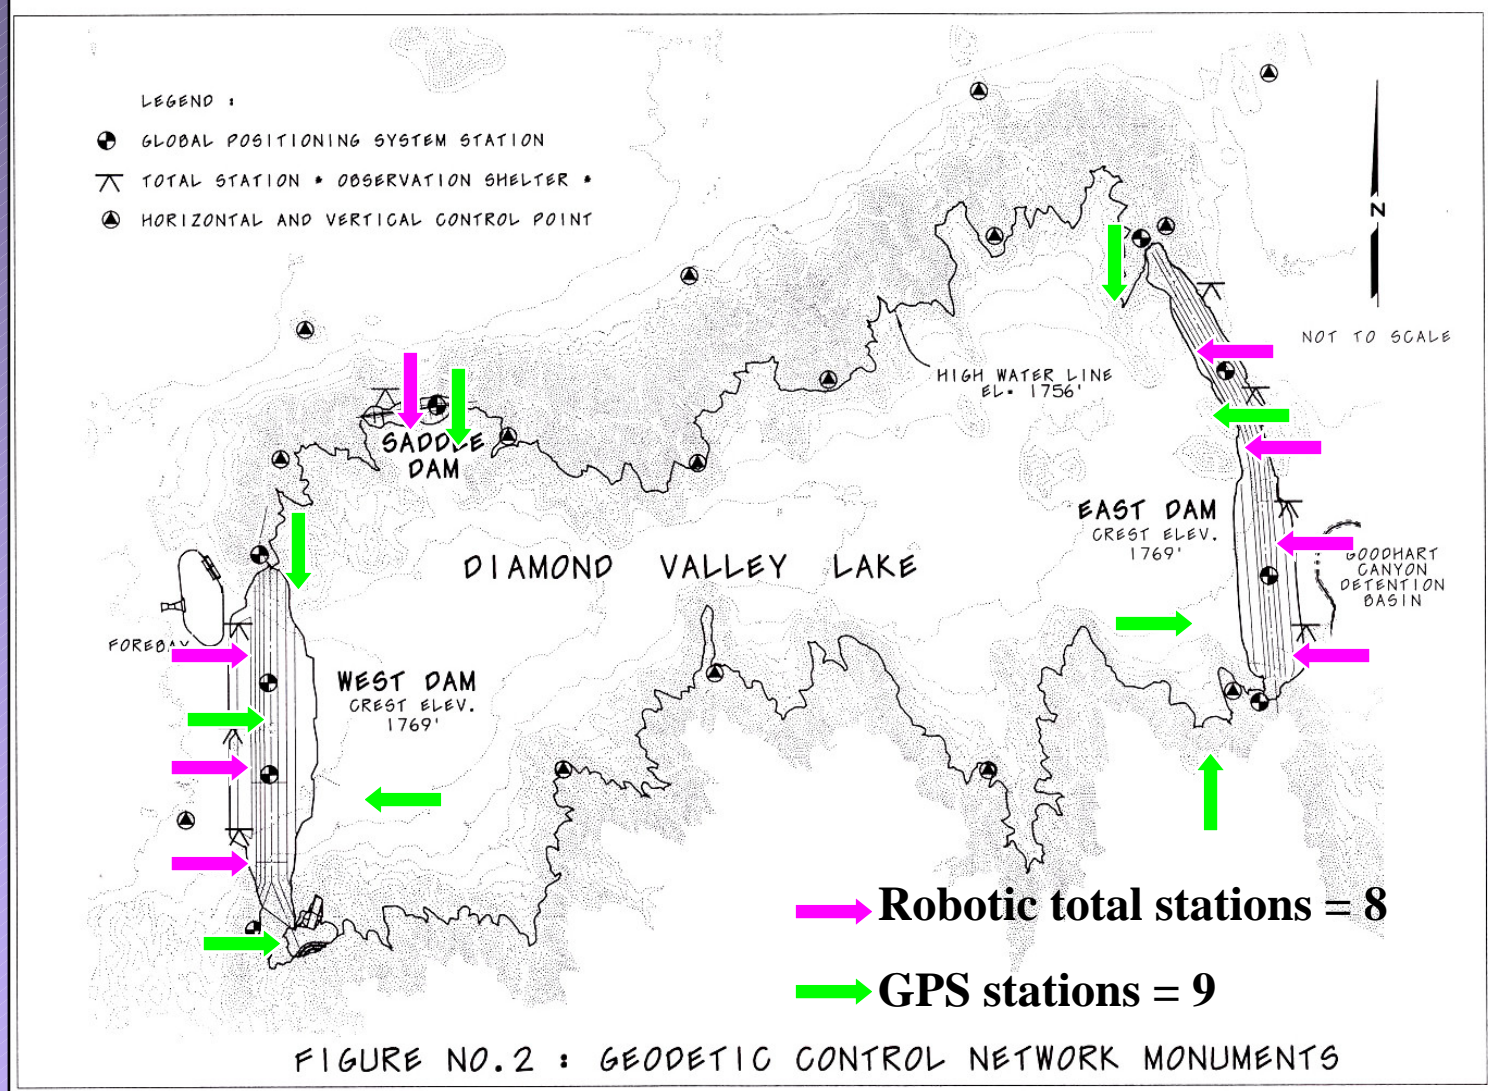 LEGEND :
GLOBAL POSITIONING SYSTEM STATION
TOTAL STATION * OBSERVATION SHELTER *
HORIZONTAL AND VERTICAL CONTROL POINT
N
NOT TO SCALE
HIGH WATER LINE
EL= 1756'
SADDLE
DAM
EAST DAM
CREST ELEV.
1769'
GOODHART
CANYON
DETENTION
BASIN
DIAMOND VALLEY LAKE
FOREBAY
WEST DAM
CREST ELEV.
1769'
Robotic total stations = 8
GPS stations = 9
FIGURE NO.2 : GEODETIC CONTROL NETWORK MONUMENTS